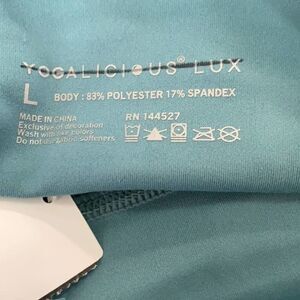 YOGALICIOUS® LUX
L
BODY : 83% POLYESTER 17% SPANDEX
MADE IN CHINA
RN 144527
Exclusive of decoration
Wash with like colors
Do not use fabric softeners.